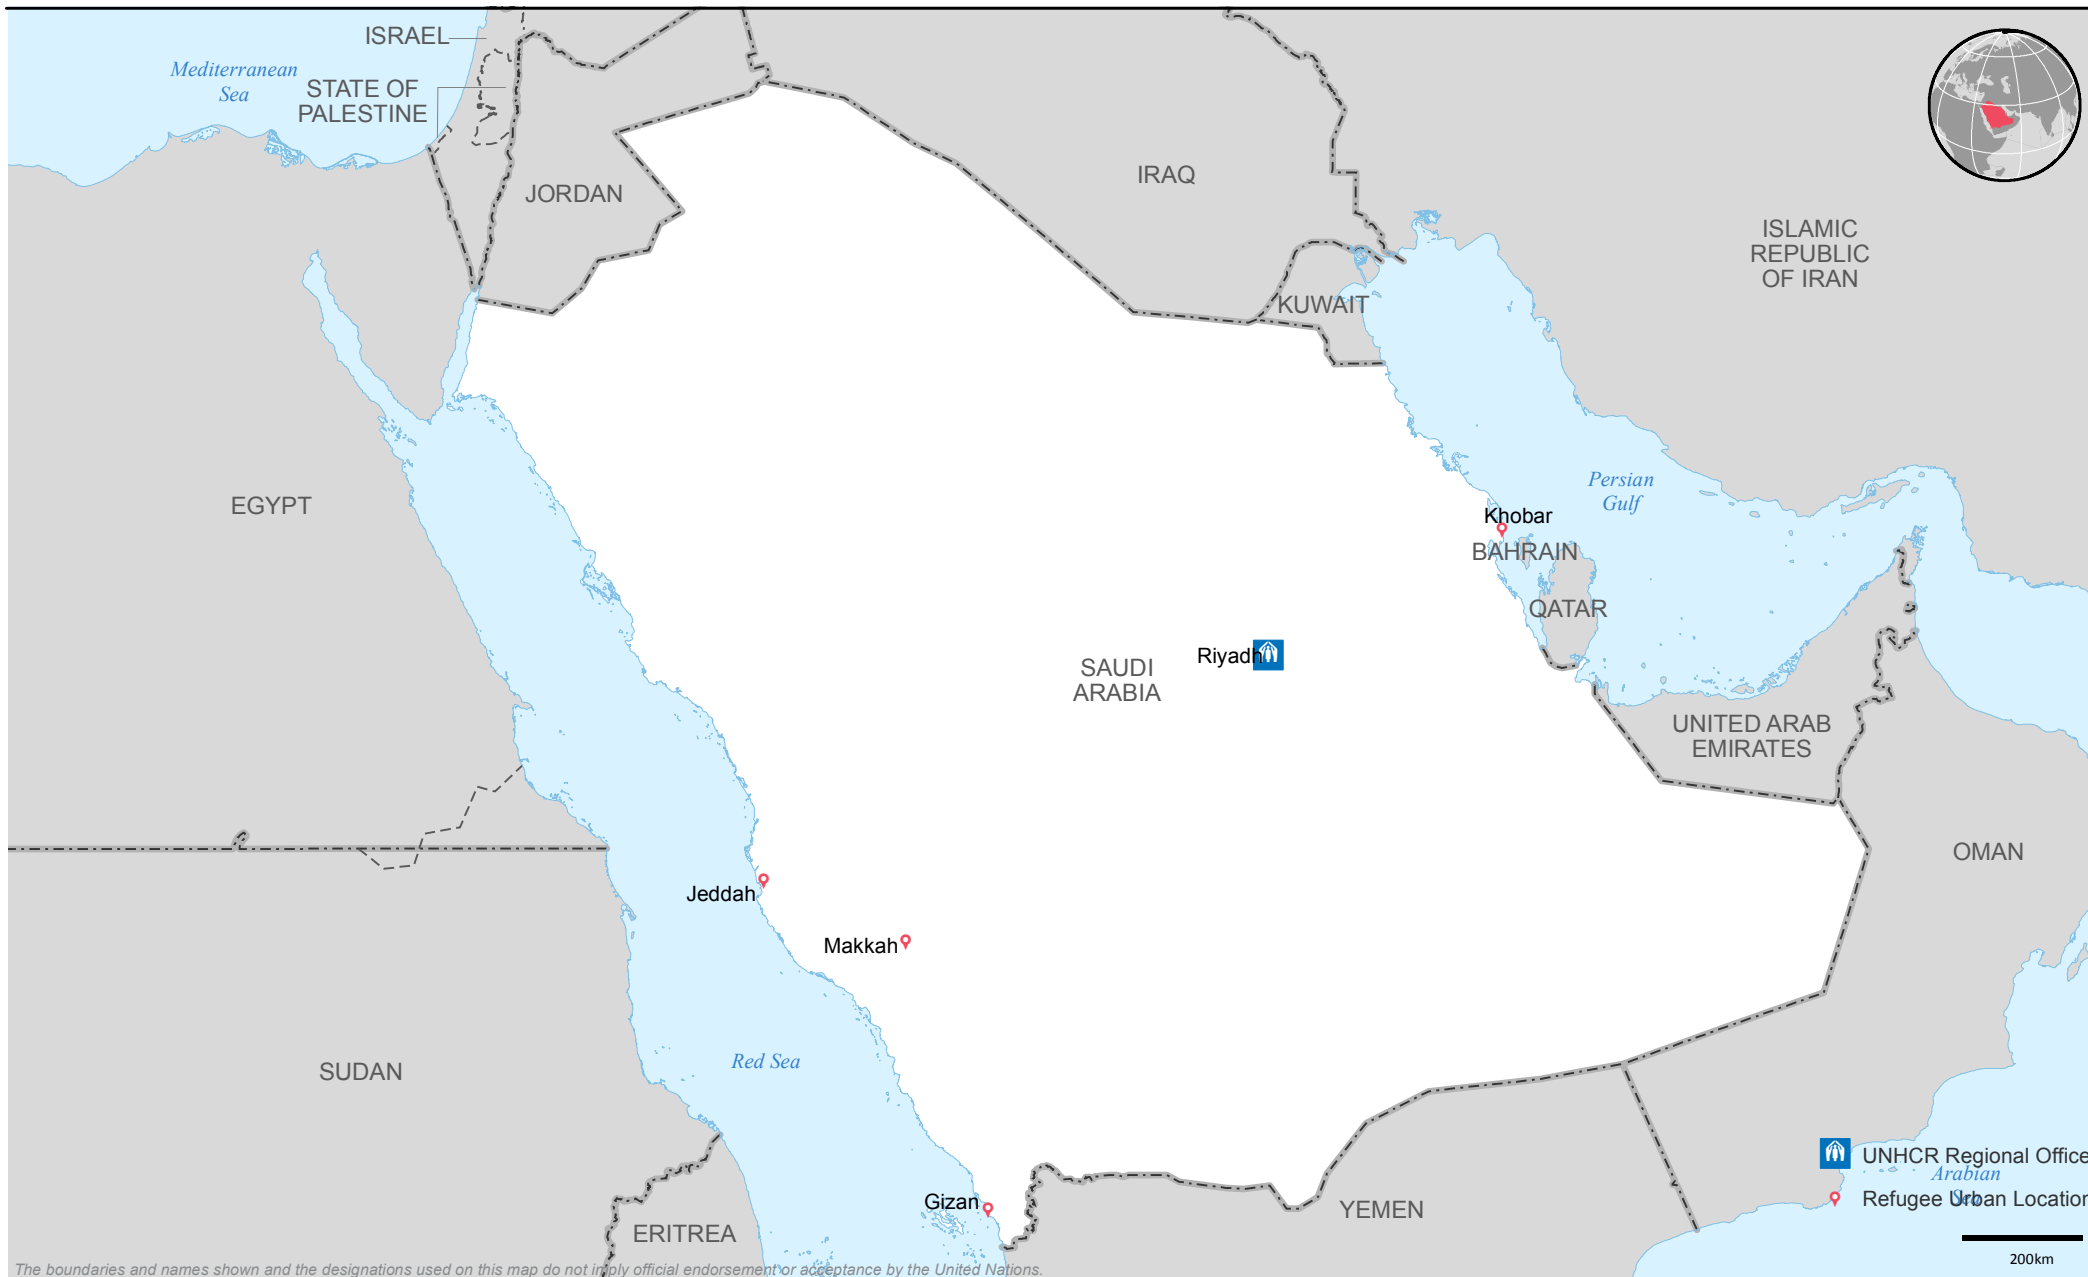 ISRAEL
Mediterranean
Sea
STATE OF
PALESTINE
JORDAN
IRAQ
ISLAMIC
REPUBLIC
OF IRAN
KUWAIT
EGYPT
Persian
Gulf
Khobar
BAHRAIN
QATAR
Riyadh
SAUDI
ARABIA
UNITED ARAB
EMIRATES
OMAN
Jeddah
Makkah
Red Sea
SUDAN
Gizan
YEMEN
ERITREA
UNHCR Regional Office
Arabian
Sea
Refugee Urban Location
200km
The boundaries and names shown and the designations used on this map do not imply official endorsement or acceptance by the United Nations.